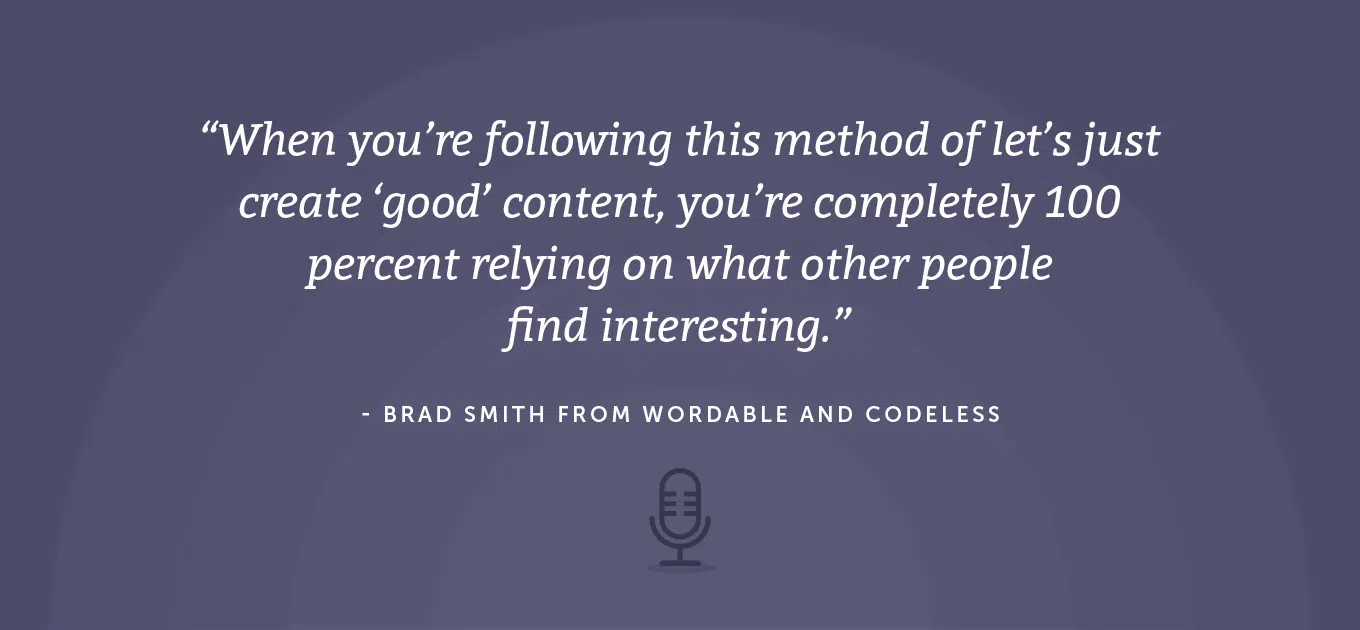 “When you’re following this method of let’s just
create ‘good’ content, you’re completely 100
percent relying on what other people
find interesting.”
- BRAD SMITH FROM WORDABLE AND CODELESS